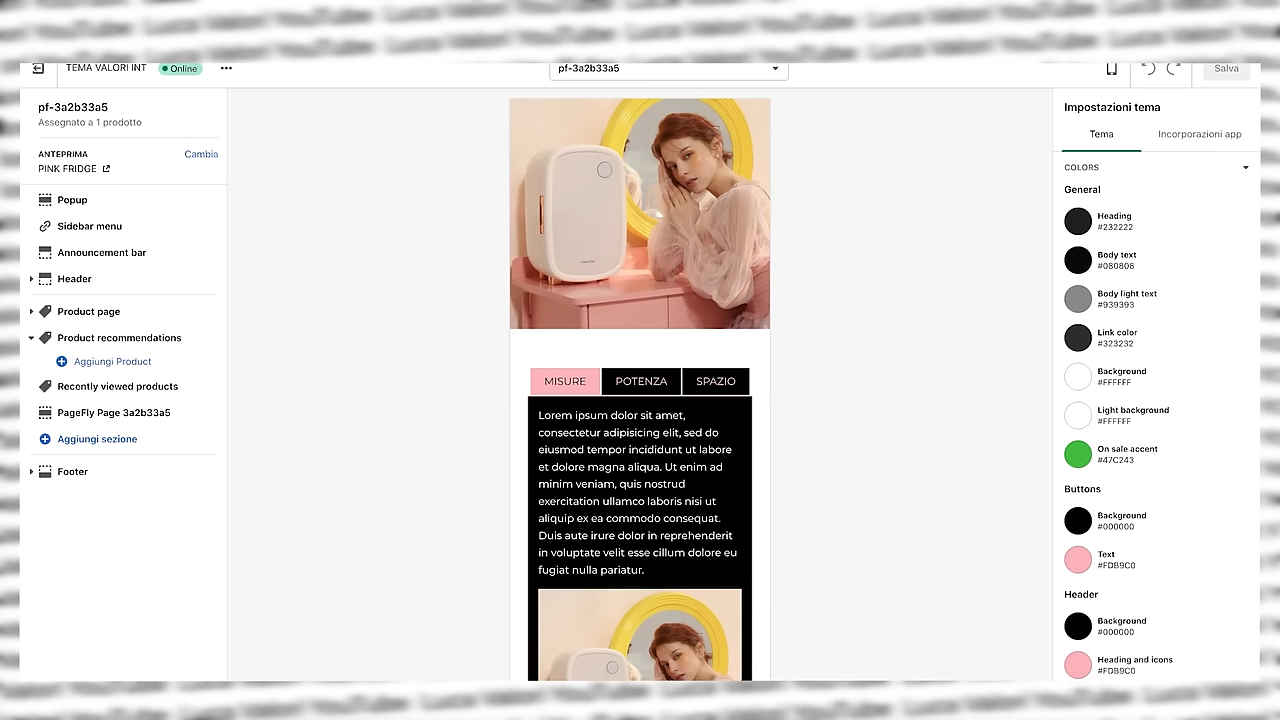 TEMA VALORI INT
Online
pf-3a2b33a5
Salva
pf-3a2b33a5
Assegnato a 1 prodotto
ANTEPRIMA
Cambia
PINK FRIDGE
Popup
Sidebar menu
Announcement bar
Header
Product page
Product recommendations
Aggiungi Product
Recently viewed products
PageFly Page 3a2b33a5
Aggiungi sezione
Footer
MISURE
POTENZA
SPAZIO
Lorem ipsum dolor sit amet,
consectetur adipisicing elit, sed do
eiusmod tempor incididunt ut labore
et dolore magna aliqua. Ut enim ad
minim veniam, quis nostrud
exercitation ullamco laboris nisi ut
aliquip ex ea commodo consequat.
Duis aute irure dolor in reprehenderit
in voluptate velit esse cillum dolore eu
fugiat nulla pariatur.
Impostazioni tema
Tema
Incorporazioni app
COLORS
General
Heading
#232222
Body text
#080808
Body light text
#939393
Link color
#323232
Background
#FFFFFF
Light background
#FFFFFF
On sale accent
#47C243
Buttons
Background
#000000
Text
#FDB9C0
Header
Background
#000000
Heading and icons
#FDB9C0